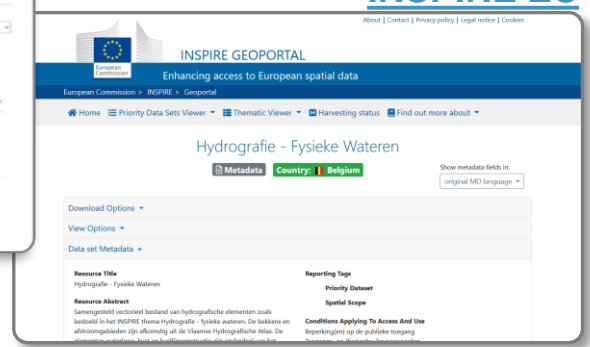 About | Contact | Privacy policy | Legal notice | Cookies
European
Commission
INSPIRE GEOPORTAL
Enhancing access to European spatial data
European Commission > INSPIRE > Geoportal
Home Priority Data Sets Viewer Thematic Viewer Harvesting status Find out more about
Hydrografie - Fysieke Wateren
Metadata Country: Belgium
Show metadata fields in:
original MD language
Download Options
View Options
Data set Metadata
Resource Title
Hydrografie - Fysieke Wateren
Resource Abstract
Samengesteld vectorieel bestand van hydrografische elementen zoals
bedoeld in het INSPIRE thema Hydrografie - fysieke wateren. De bekkens en
afstroomgebieden zijn afkomstig uit de Vlaamse Hydrografische Atlas. De
Reporting Tags
Priority Dataset
Spatial Scope
Conditions Applying To Access And Use
Beperking(en) op de publieke toegang